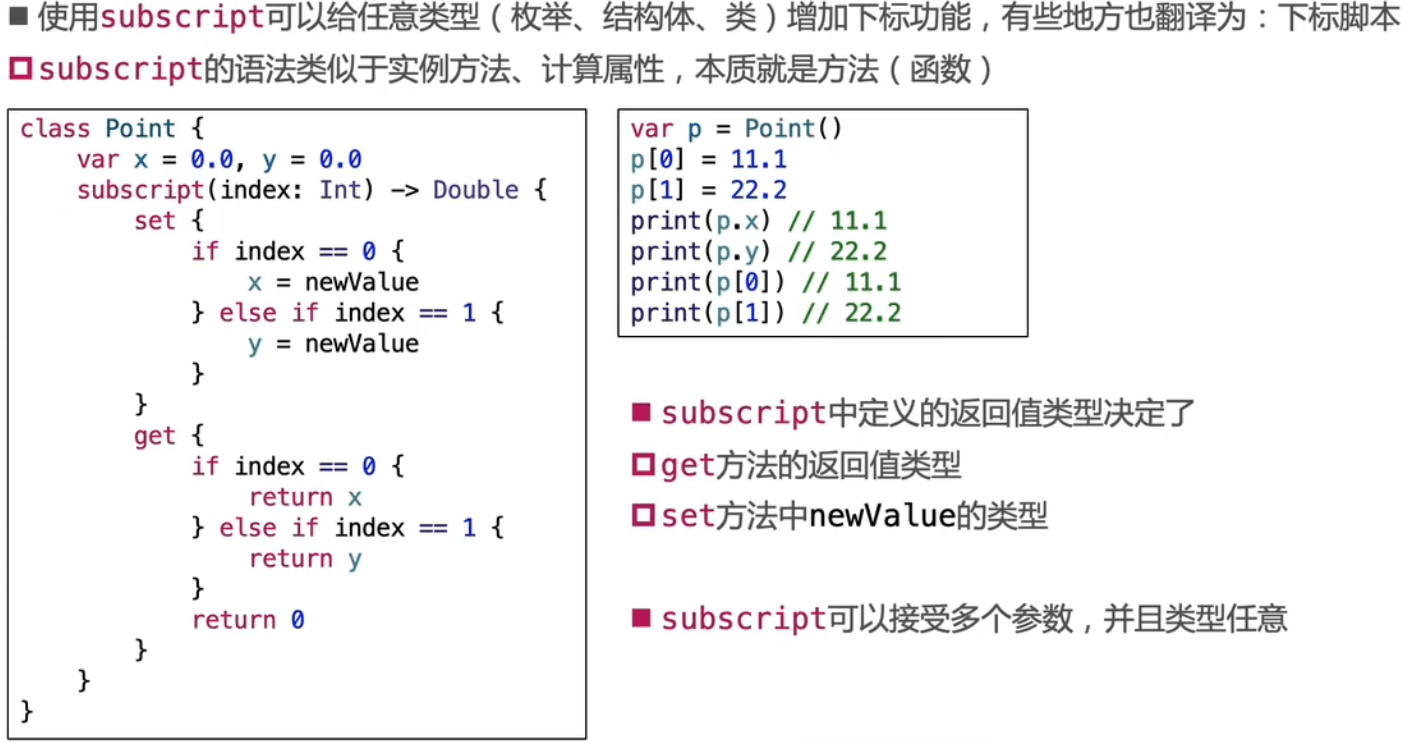 ■ 使用subscript可以给任意类型（枚举、结构体、类）增加下标功能，有些地方也翻译为：下标脚本
subscript的语法类似于实例方法、计算属性，本质就是方法（函数）
class Point {
    var x = 0.0, y = 0.0
    subscript(index: Int) -> Double {
        set {
            if index == 0 {
                x = newValue
            } else if index == 1 {
                y = newValue
            }
        }
        get {
            if index == 0 {
                return x
            } else if index == 1 {
                return y
            }
            return 0
        }
    }
}
var p = Point()
p[0] = 11.1
p[1] = 22.2
print(p.x) // 11.1
print(p.y) // 22.2
print(p[0]) // 11.1
print(p[1]) // 22.2
■ subscript中定义的返回值类型决定了
get方法的返回值类型
set方法中newValue的类型
■ subscript可以接受多个参数，并且类型任意